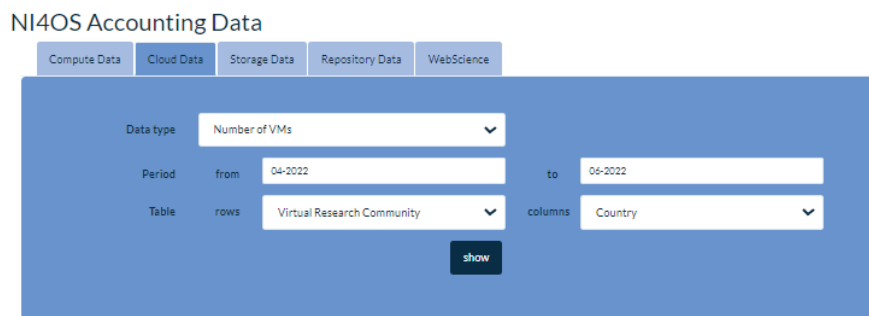 NI4OS Accounting Data
Compute Data Cloud Data Storage Data Repository Data WebScience
Data type Number of VMs
Period from 04-2022 to 06-2022
Table rows Virtual Research Community columns Country
show